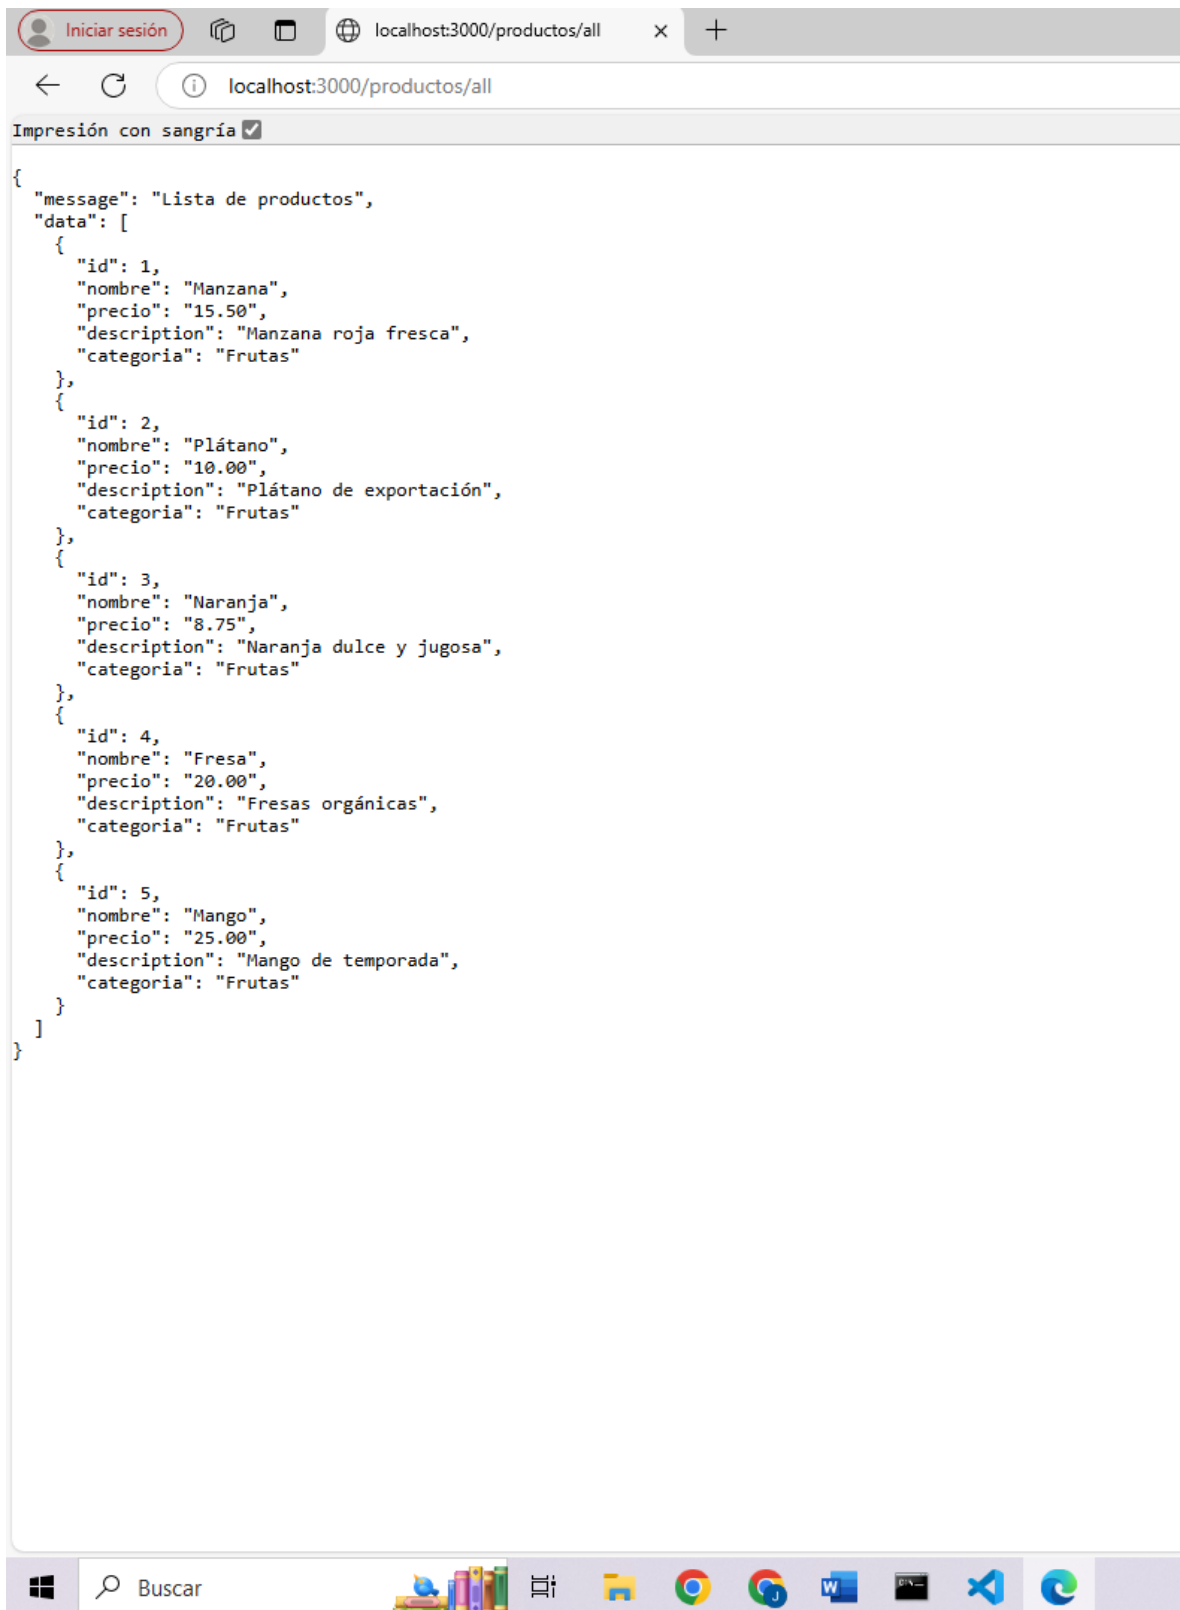 Iniciar sesión
localhost:3000/productos/all
localhost:3000/productos/all
Impresión con sangría
{
  "message": "Lista de productos",
  "data": [
    {
      "id": 1,
      "nombre": "Manzana",
      "precio": "15.50",
      "description": "Manzana roja fresca",
      "categoria": "Frutas"
    },
    {
      "id": 2,
      "nombre": "Plátano",
      "precio": "10.00",
      "description": "Plátano de exportación",
      "categoria": "Frutas"
    },
    {
      "id": 3,
      "nombre": "Naranja",
      "precio": "8.75",
      "description": "Naranja dulce y jugosa",
      "categoria": "Frutas"
    },
    {
      "id": 4,
      "nombre": "Fresa",
      "precio": "20.00",
      "description": "Fresas orgánicas",
      "categoria": "Frutas"
    },
    {
      "id": 5,
      "nombre": "Mango",
      "precio": "25.00",
      "description": "Mango de temporada",
      "categoria": "Frutas"
    }
  ]
}
Buscar